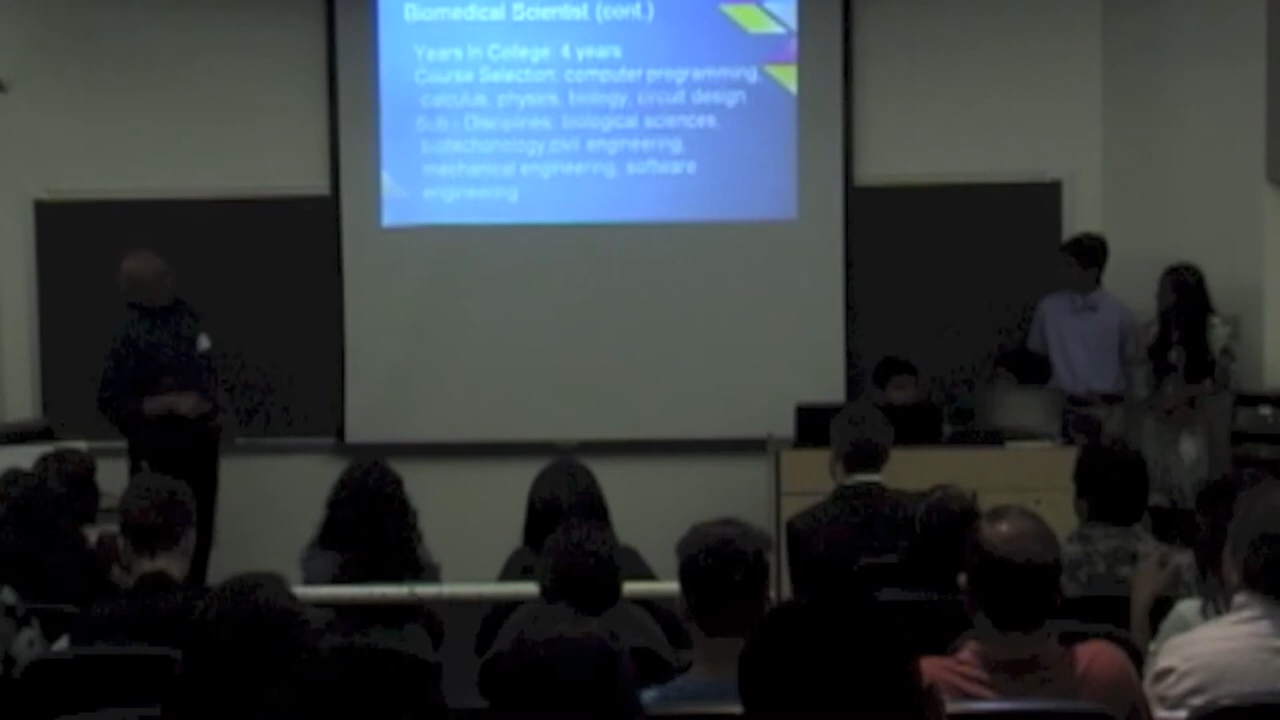 Biomedical Scientist (cont.)
Years In College: 4 years
Course Selection: computer programming,
calculus, physics, biology, circuit design
Sub - Disciplines: biological sciences,
biotechonology,civil engineering,
mechanical engineering, software
engineering